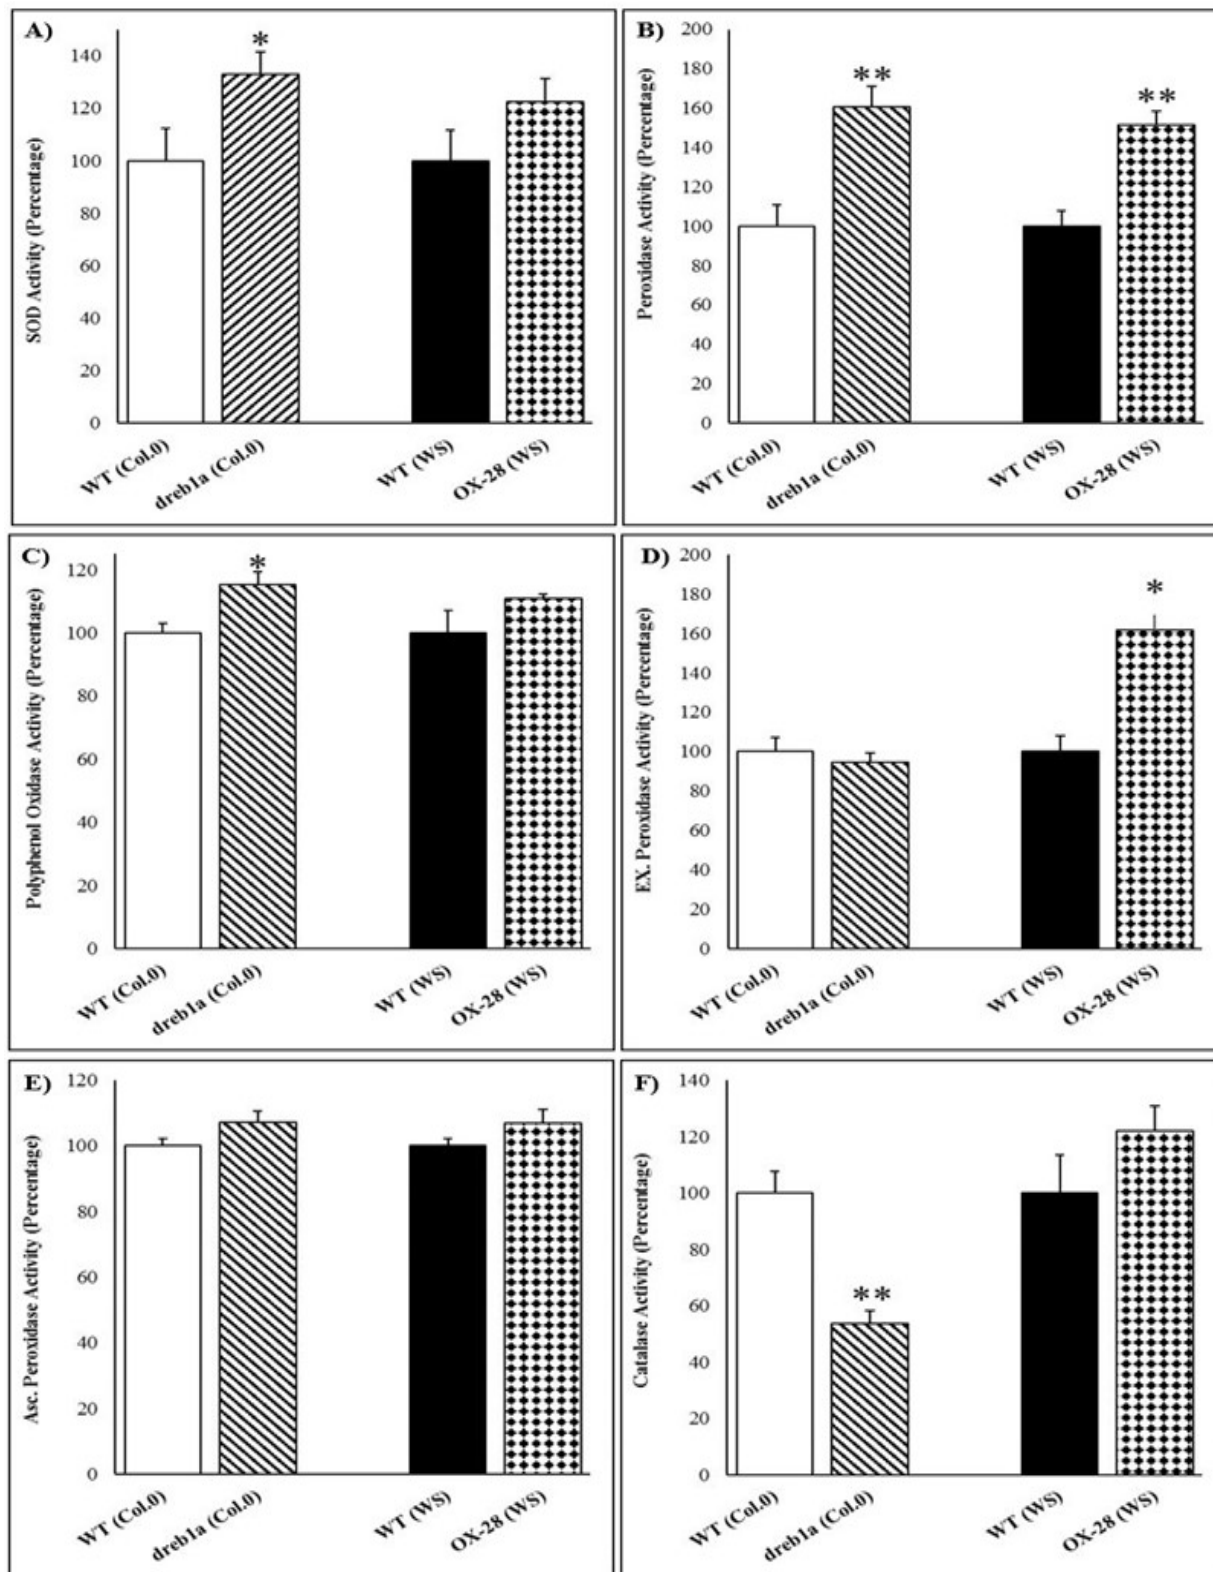 A)
SOD Activity (Percentage)
140
120
100
80
60
40
20
0
*
WT (Col.0)
dreb1a (Col.0)
WT (WS)
OX-28 (WS)
B)
Peroxidase Activity (Percentage)
200
180
160
140
120
100
80
60
40
20
0
**
**
WT (Col.0)
dreb1a (Col.0)
WT (WS)
OX-28 (WS)
C)
Polyphenol Oxidase Activity (Percentage)
120
100
80
60
40
20
0
*
WT (Col.0)
dreb1a (Col.0)
WT (WS)
OX-28 (WS)
D)
EX. Peroxidase Activity (Percentage)
200
180
160
140
120
100
80
60
40
20
0
*
WT (Col.0)
dreb1a (Col.0)
WT (WS)
OX-28 (WS)
E)
Asc. Peroxidase Activity (Percentage)
120
100
80
60
40
20
0
WT (Col.0)
dreb1a (Col.0)
WT (WS)
OX-28 (WS)
F)
Catalase Activity (Percentage)
140
120
100
80
60
40
20
0
**
WT (Col.0)
dreb1a (Col.0)
WT (WS)
OX-28 (WS)